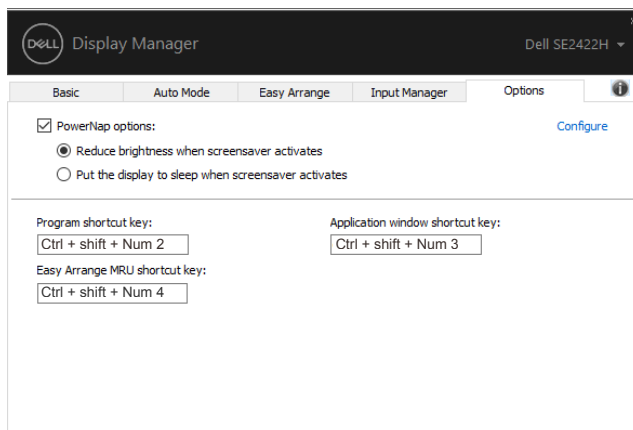 DELL Display Manager Dell SE2422H
Basic Auto Mode Easy Arrange Input Manager Options i
PowerNap options: Configure
Reduce brightness when screensaver activates
Put the display to sleep when screensaver activates
Program shortcut key: Application window shortcut key:
Ctrl + shift + Num 2 Ctrl + shift + Num 3
Easy Arrange MRU shortcut key:
Ctrl + shift + Num 4